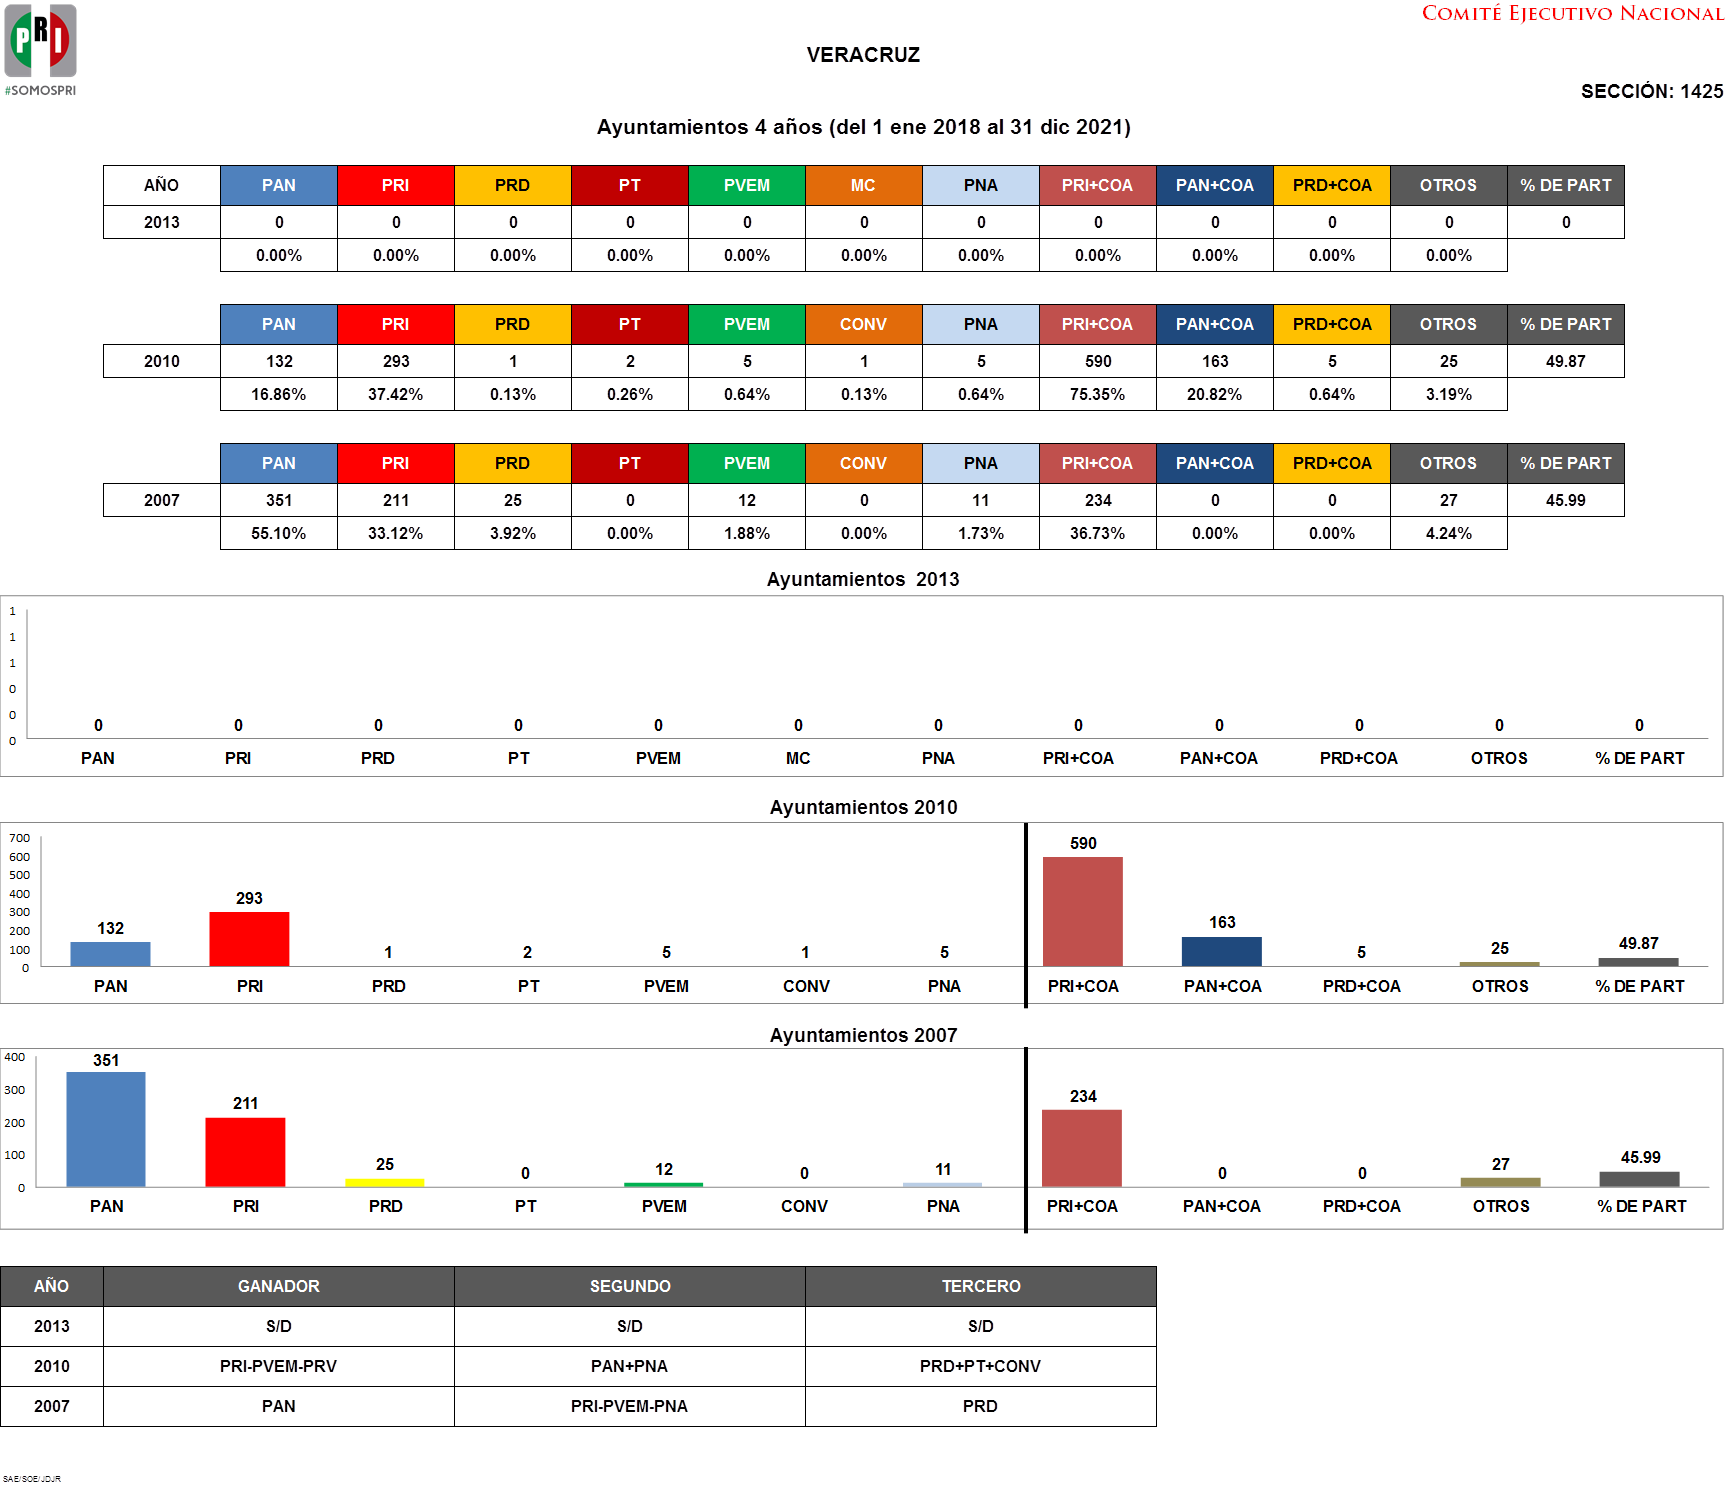 PRI
#SOMOSPRI
COMITÉ EJECUTIVO NACIONAL
VERACRUZ
SECCIÓN: 1425
Ayuntamientos 4 años (del 1 ene 2018 al 31 dic 2021)
AÑO PAN PRI PRD PT PVEM MC PNA PRI+COA PAN+COA PRD+COA OTROS % DE PART
2013 0 0 0 0 0 0 0 0 0 0 0 0
0.00% 0.00% 0.00% 0.00% 0.00% 0.00% 0.00% 0.00% 0.00% 0.00% 0.00%
PAN PRI PRD PT PVEM CONV PNA PRI+COA PAN+COA PRD+COA OTROS % DE PART
2010 132 293 1 2 5 1 5 590 163 5 25 49.87
16.86% 37.42% 0.13% 0.26% 0.64% 0.13% 0.64% 75.35% 20.82% 0.64% 3.19%
PAN PRI PRD PT PVEM CONV PNA PRI+COA PAN+COA PRD+COA OTROS % DE PART
2007 351 211 25 0 12 0 11 234 0 0 27 45.99
55.10% 33.12% 3.92% 0.00% 1.88% 0.00% 1.73% 36.73% 0.00% 0.00% 4.24%
Ayuntamientos 2013
1
1
1
0
0
0
0 0 0 0 0 0 0 0 0 0 0 0
PAN PRI PRD PT PVEM MC PNA PRI+COA PAN+COA PRD+COA OTROS % DE PART
Ayuntamientos 2010
700
600
500
400
300
200
100
0
132 293 1 2 5 1 5 590 163 5 25 49.87
PAN PRI PRD PT PVEM CONV PNA PRI+COA PAN+COA PRD+COA OTROS % DE PART
Ayuntamientos 2007
400
300
200
100
0
351 211 25 0 12 0 11 234 0 0 27 45.99
PAN PRI PRD PT PVEM CONV PNA PRI+COA PAN+COA PRD+COA OTROS % DE PART
AÑO GANADOR SEGUNDO TERCERO
2013 S/D S/D S/D
2010 PRI-PVEM-PRV PAN+PNA PRD+PT+CONV
2007 PAN PRI-PVEM-PNA PRD
SAE/SOE/JDJR